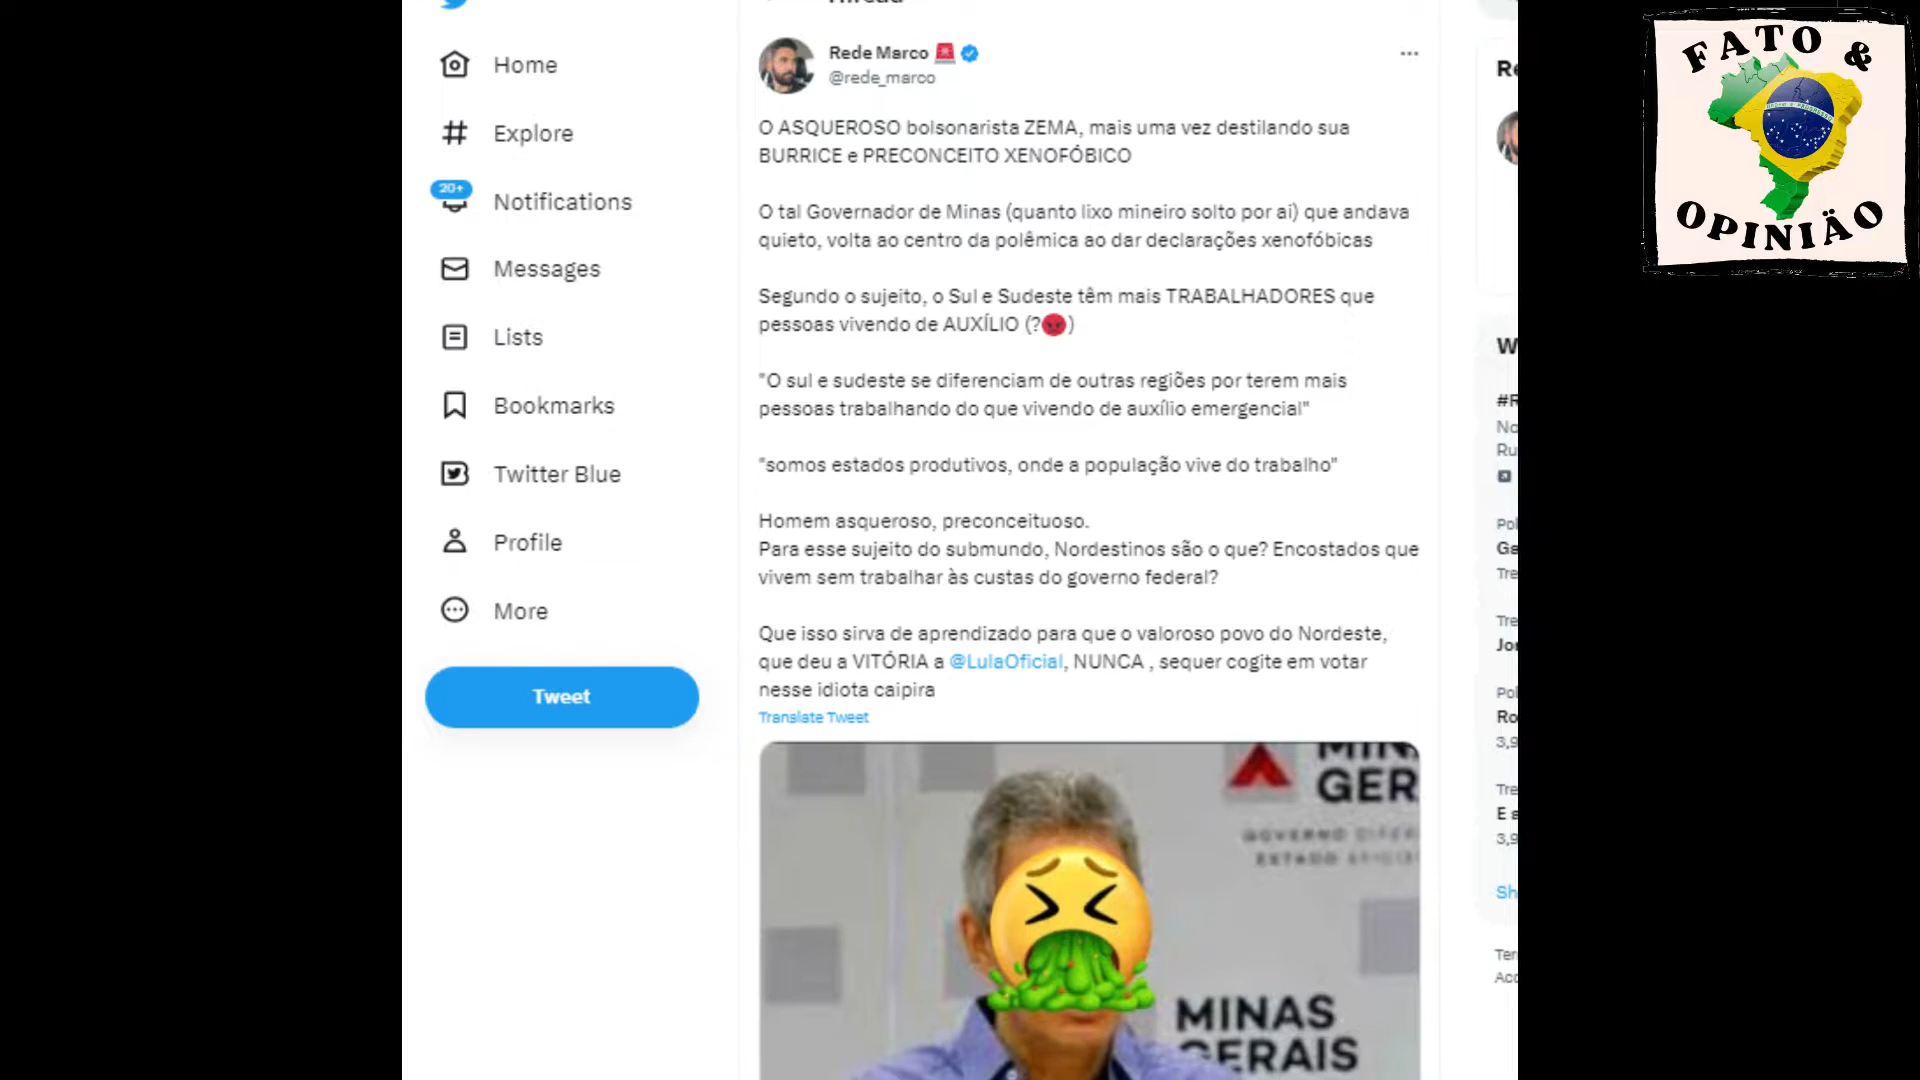 Home
Explore
20+
Notifications
Messages
Lists
Bookmarks
Twitter Blue
Profile
More
Tweet
Thread
Rede Marco
@rede_marco
O ASQUEROSO bolsonarista ZEMA, mais uma vez destilando sua
BURRICE e PRECONCEITO XENOFÓBICO
O tal Governador de Minas (quanto lixo mineiro solto por ai) que andava
quieto, volta ao centro da polêmica ao dar declarações xenofóbicas
Segundo o sujeito, o Sul e Sudeste têm mais TRABALHADORES que
pessoas vivendo de AUXÍLIO (?😡)
"O sul e sudeste se diferenciam de outras regiões por terem mais
pessoas trabalhando do que vivendo de auxílio emergencial"
"somos estados produtivos, onde a população vive do trabalho"
Homem asqueroso, preconceituoso.
Para esse sujeito do submundo, Nordestinos são o que? Encostados que
vivem sem trabalhar às custas do governo federal?
Que isso sirva de aprendizado para que o valoroso povo do Nordeste,
que deu a VITÓRIA a @LulaOficial, NUNCA , sequer cogite em votar
nesse idiota caipira
Translate Tweet
MINAS
GERAIS
FATO &
OPINIÄO